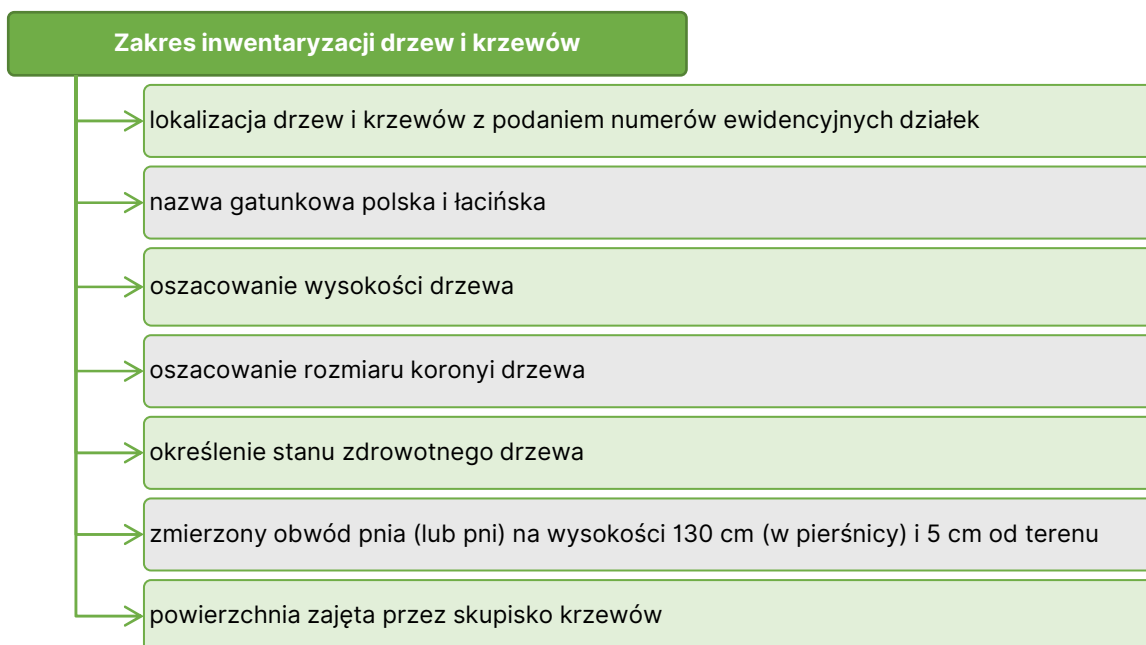 Zakres inwentaryzacji drzew i krzewów
lokalizacja drzew i krzewów z podaniem numerów ewidencyjnych działek
nazwa gatunkowa polska i łacińska
oszacowanie wysokości drzewa
oszacowanie rozmiaru koronyi drzewa
określenie stanu zdrowotnego drzewa
zmierzony obwód pnia (lub pni) na wysokości 130 cm (w pierśnicy) i 5 cm od terenu
powierzchnia zajęta przez skupisko krzewów